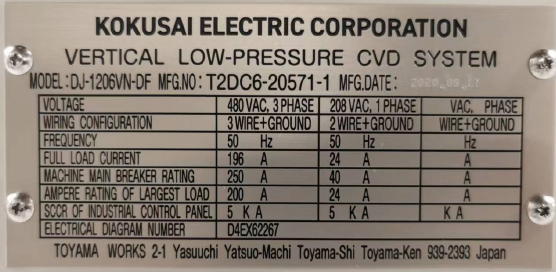 KOKUSAI ELECTRIC CORPORATION
VERTICAL LOW-PRESSURE CVD SYSTEM
MODEL: DJ-1206VN-DF MFG.NO: T2DC6-20571-1 MFG.DATE:
VOLTAGE 480 VAC, 3 PHASE 208 VAC, 1 PHASE VAC, PHASE
WIRING CONFIGURATION 3 WIRE+GROUND 2 WIRE+GROUND WIRE+GROUND
FREQUENCY 50 Hz 50 Hz Hz
FULL LOAD CURRENT 196 A 24 A A
MACHINE MAIN BREAKER RATING 250 A 40 A A
AMPERE RATING OF LARGEST LOAD 200 A 24 A A
SCCR OF INDUSTRIAL CONTROL PANEL 5 KA 5 KA KA
ELECTRICAL DIAGRAM NUMBER D4EX62267
TOYAMA WORKS 2-1 Yasuuchi Yatsuo-Machi Toyama-Shi Toyama-Ken 939-2393 Japan